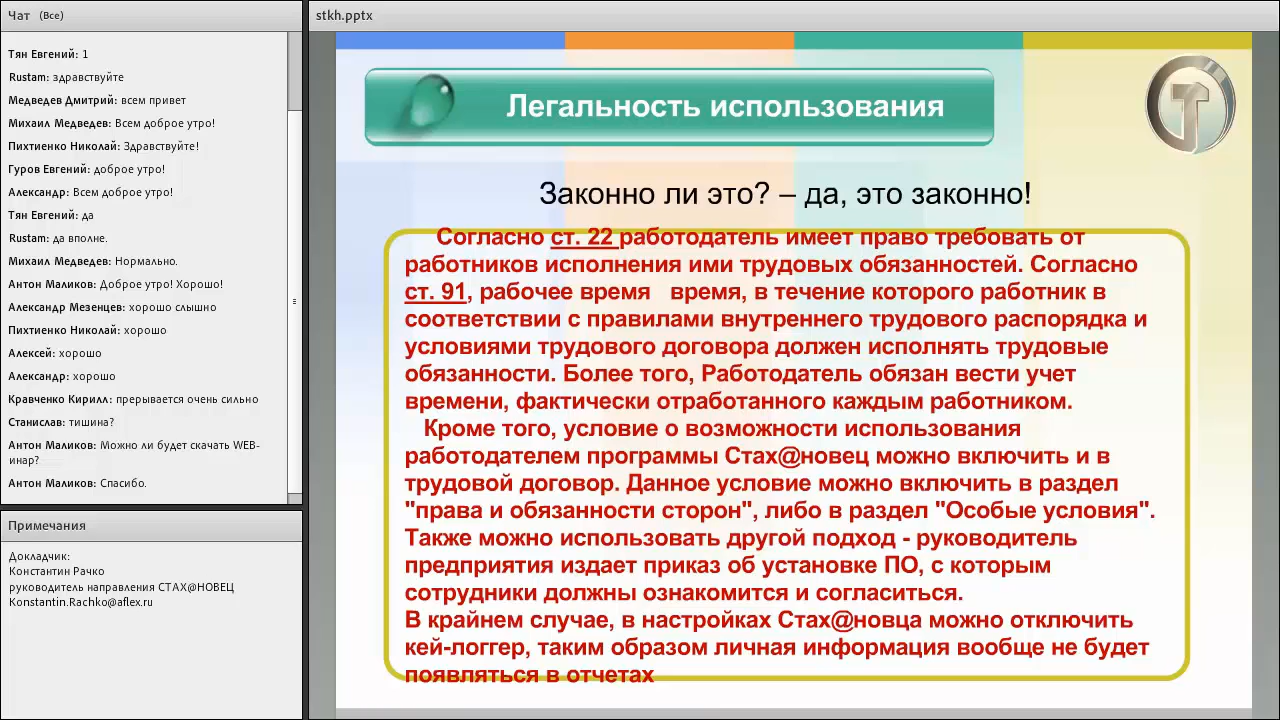 Чат (Все)
Тян Евгений: 1
Rustam: здравствуйте
Медведев Дмитрий: всем привет
Михаил Медведев: Всем доброе утро!
Пихтиенко Николай: Здравствуйте!
Гуров Евгений: доброе утро!
Александр: Всем доброе утро!
Тян Евгений: да
Rustam: да вполне.
Михаил Медведев: Нормально.
Антон Маликов: Доброе утро! Хорошо!
Александр Мезенцев: хорошо слышно
Пихтиенко Николай: хорошо
Алексей: хорошо
Александр: хорошо
Кравченко Кирилл: прерывается очень сильно
Станислав: тишина?
Антон Маликов: Можно ли будет скачать WEB-
инар?
Антон Маликов: Спасибо.
Примечания
Докладчик:
Константин Рачко
руководитель направления СТАХ@НОВЕЦ
Konstantin.Rachko@aflex.ru
stkh.pptx
Легальность использования
Законно ли это? – да, это законно!
Согласно ст. 22 работодатель имеет право требовать от
работников исполнения ими трудовых обязанностей. Согласно
ст. 91, рабочее время время, в течение которого работник в
соответствии с правилами внутреннего трудового распорядка и
условиями трудового договора должен исполнять трудовые
обязанности. Более того, Работодатель обязан вести учет
времени, фактически отработанного каждым работником.
Кроме того, условие о возможности использования
работодателем программы Стах@новец можно включить и в
трудовой договор. Данное условие можно включить в раздел
"права и обязанности сторон", либо в раздел "Особые условия".
Также можно использовать другой подход - руководитель
предприятия издает приказ об установке ПО, с которым
сотрудники должны ознакомится и согласиться.
В крайнем случае, в настройках Стах@новца можно отключить
кей-логгер, таким образом личная информация вообще не будет
появляться в отчетах